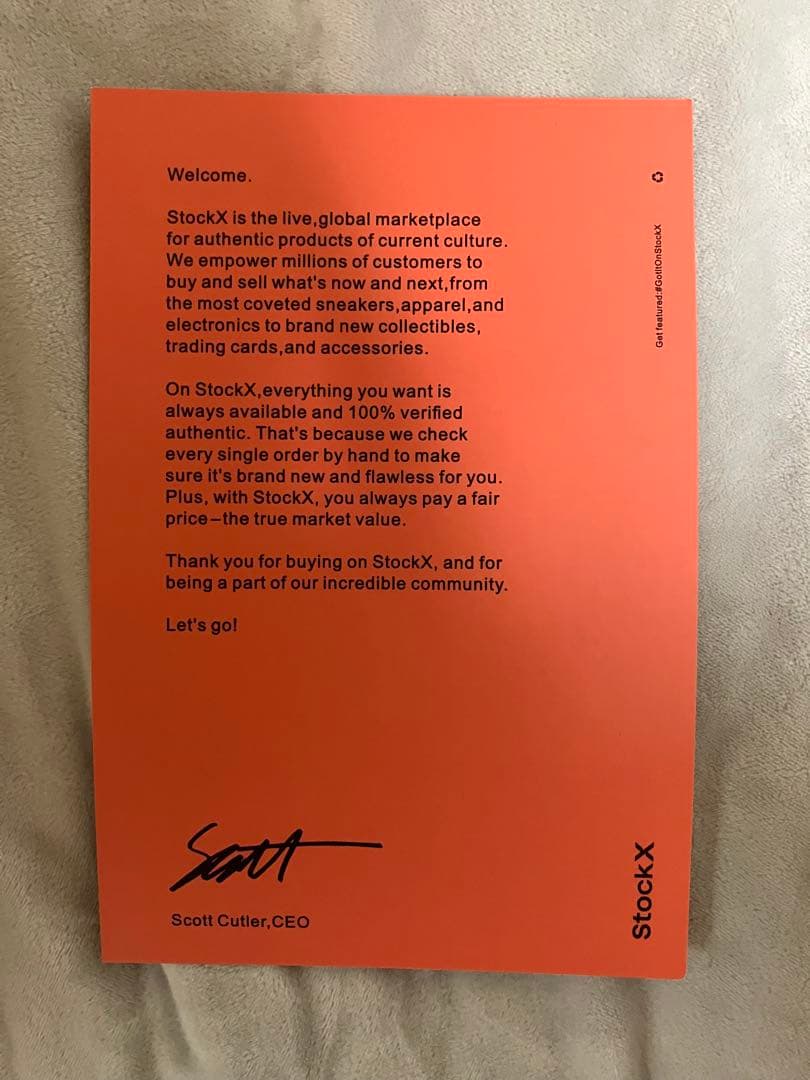 Welcome.
StockX is the live,global marketplace
for authentic products of current culture.
We empower millions of customers to
buy and sell what's now and next,from
the most coveted sneakers,apparel,and
electronics to brand new collectibles,
trading cards,and accessories.
On StockX,everything you want is
always available and 100% verified
authentic. That's because we check
every single order by hand to make
sure it's brand new and flawless for you.
Plus, with StockX, you always pay a fair
price–the true market value.
Thank you for buying on StockX, and for
being a part of our incredible community.
Let's go!
Scott
Scott Cutler,CEO
Get featured:#GotItOnStockX
StockX